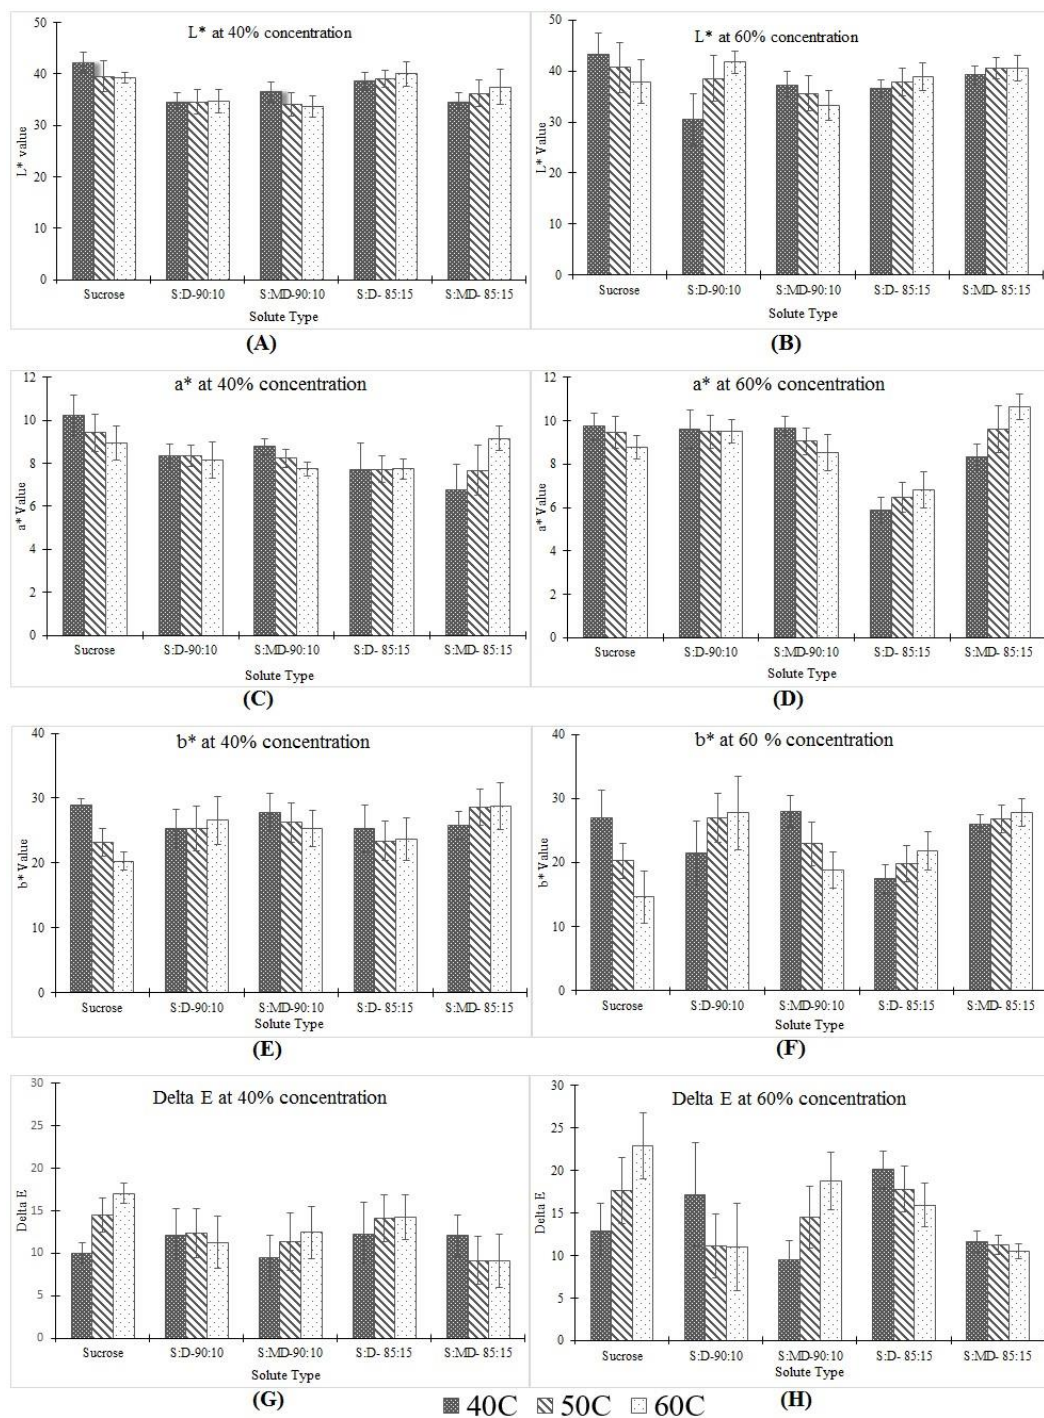 L* at 40% concentration
50
40
30
20
10
0
L* value
Sucrose S:D-90:10 S:MD-90:10 S:D- 85:15 S:MD- 85:15
Solute Type
(A)
L* at 60% concentration
50
40
30
20
10
0
L* Value
Sucrose S:D-90:10 S:MD-90:10 S:D- 85:15 S:MD- 85:15
Solute Type
(B)
a* at 40% concentration
12
10
8
6
4
2
0
a* Value
Sucrose S:D-90:10 S:MD-90:10 S:D- 85:15 S:MD- 85:15
Solute Type
(C)
a* at 60% concentration
12
10
8
6
4
2
0
a* Value
Sucrose S:D-90:10 S:MD-90:10 S:D- 85:15 S:MD- 85:15
Solute Type
(D)
b* at 40% concentration
40
30
20
10
0
b* Value
Sucrose S:D-90:10 S:MD-90:10 S:D- 85:15 S:MD- 85:15
Solute Type
(E)
b* at 60 % concentration
40
30
20
10
0
b* Value
Sucrose S:D-90:10 S:MD-90:10 S:D- 85:15 S:MD- 85:15
Solute Type
(F)
Delta E at 40% concentration
30
25
20
15
10
5
0
Delta E
Sucrose S:D-90:10 S:MD-90:10 S:D- 85:15 S:MD- 85:15
(G)
Delta E at 60% concentration
30
25
20
15
10
5
0
Delta E
Sucrose S:D-90:10 S:MD-90:10 S:D- 85:15 S:MD- 85:15
Solute Type
(H)
40C 50C 60C